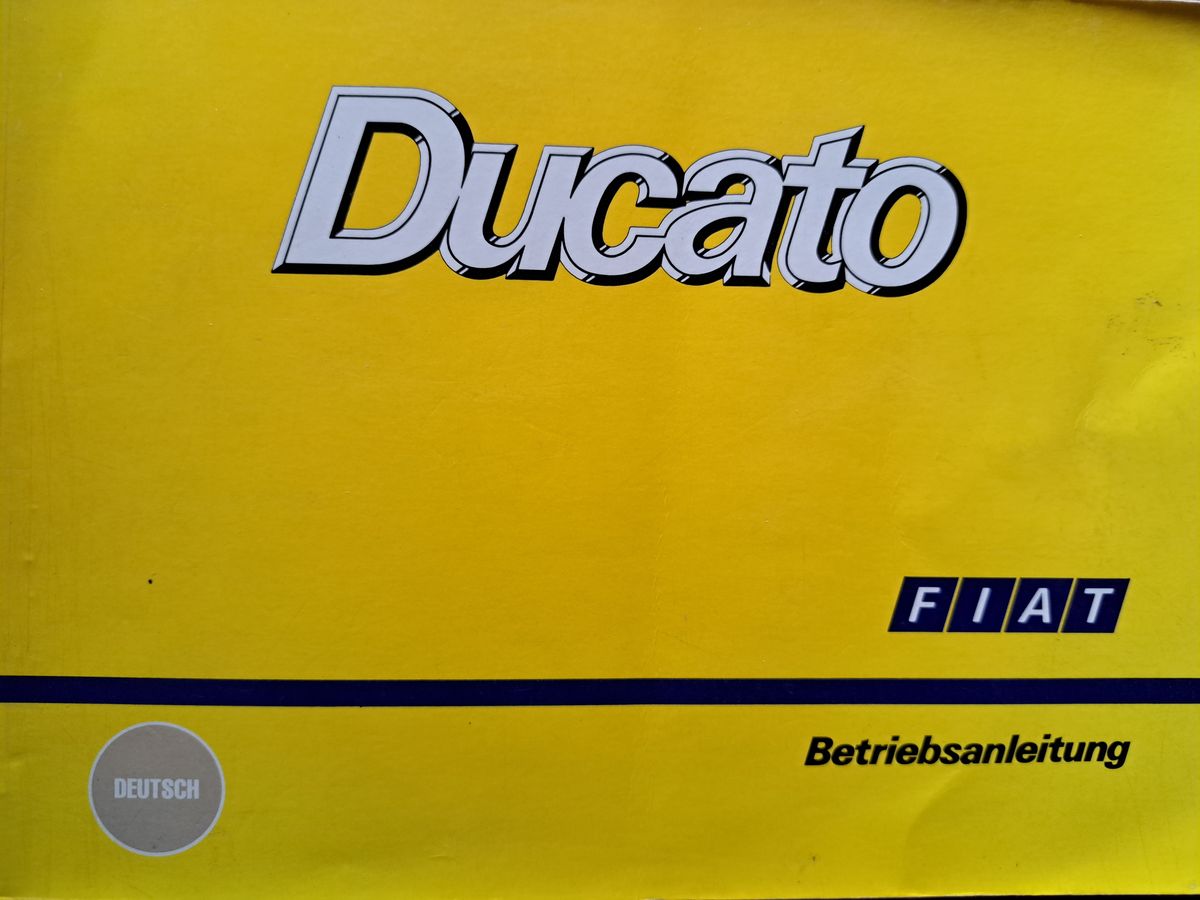 Ducato
FIAT
Betriebsanleitung
DEUTSCH